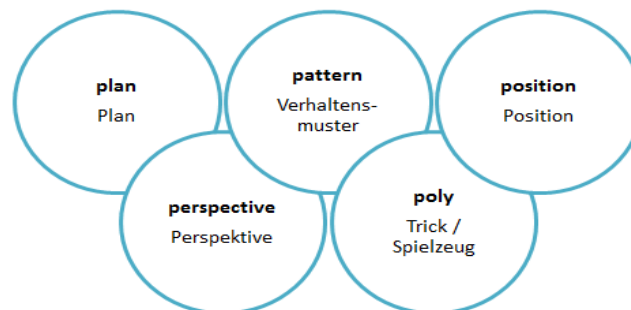 plan
Plan
pattern
Verhaltens-
muster
position
Position
perspective
Perspektive
poly
Trick /
Spielzeug